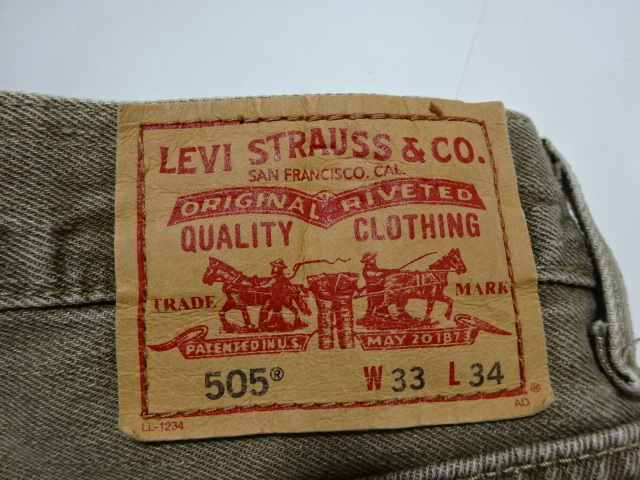 LEVI STRAUSS & CO.
SAN FRANCISCO, CAL.
ORIGINAL RIVETED
QUALITY CLOTHING
TRADE MARK
PATENTED IN U.S. MAY 20 187
505® W 33 L 34
LL-1234 AD ®